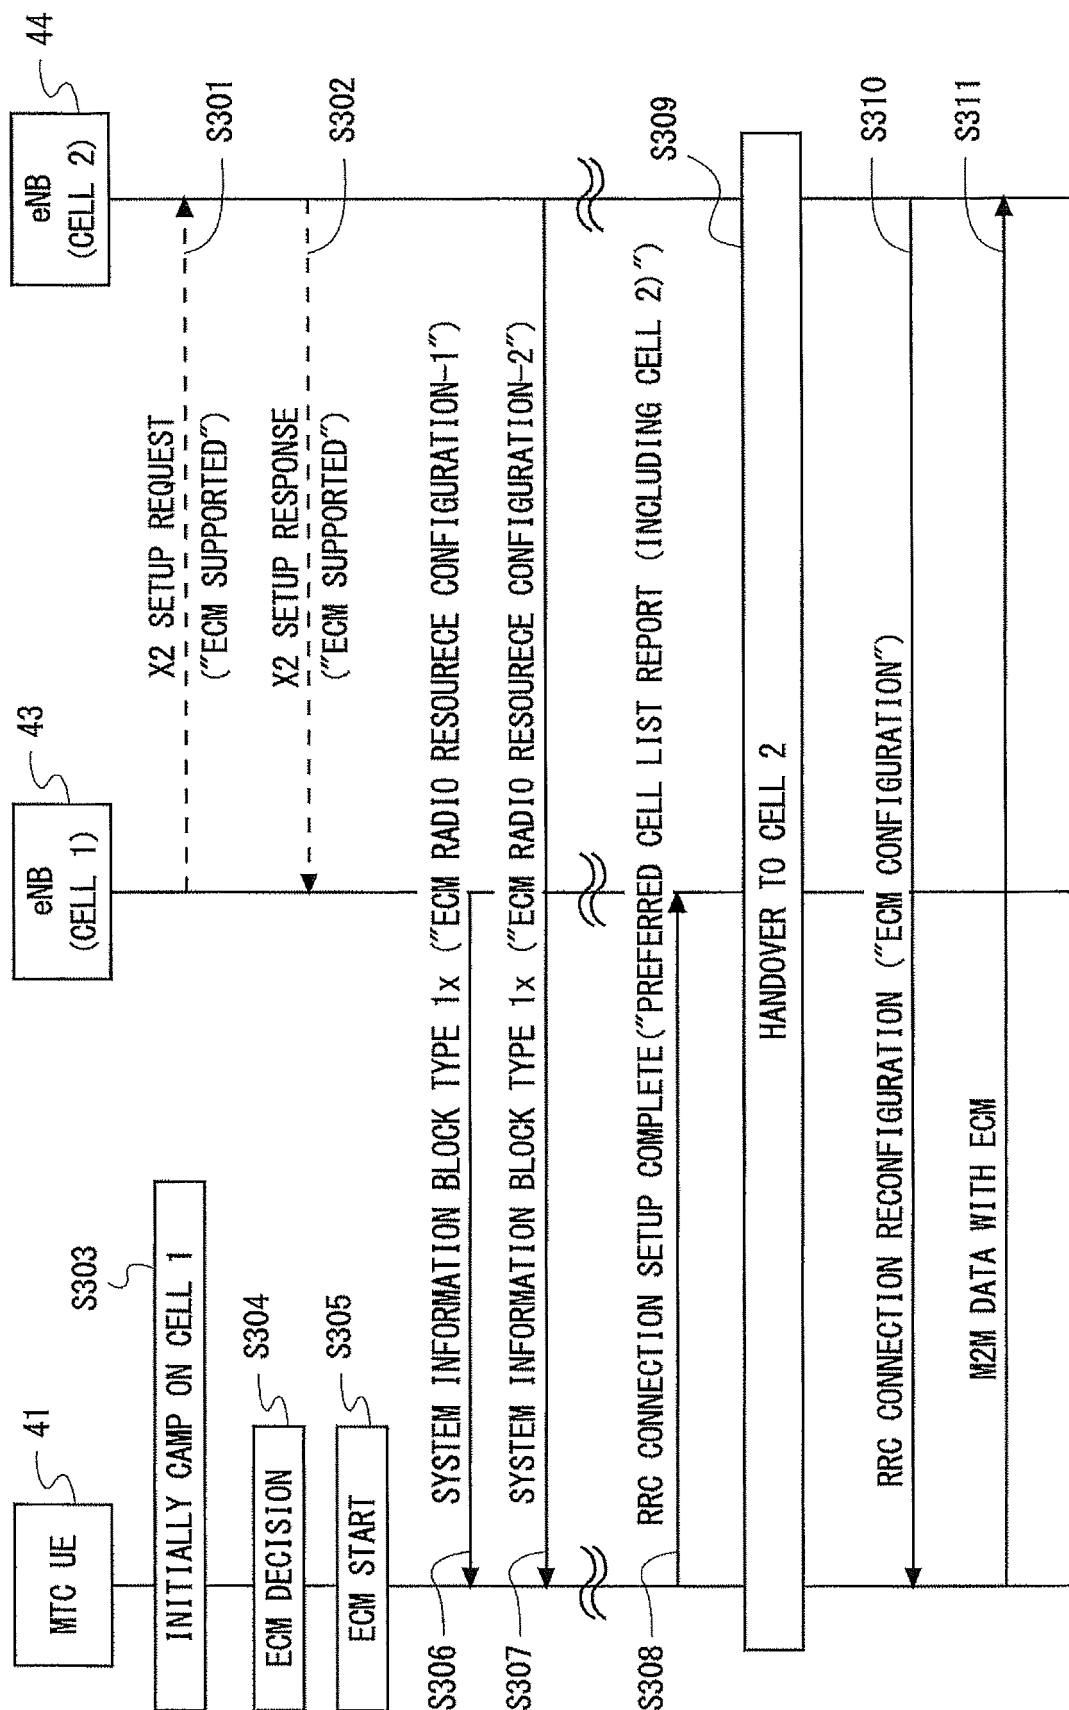 MTC UE
41
eNB
(CELL 1)
43
eNB
(CELL 2)
44
X2 SETUP REQUEST
("ECM SUPPORTED")
S301
X2 SETUP RESPONSE
("ECM SUPPORTED")
S302
INITIALLY CAMP ON CELL 1
S303
ECM DECISION
S304
ECM START
S305
SYSTEM INFORMATION BLOCK TYPE 1x ("ECM RADIO RESOURECE CONFIGURATION-1")
S306
SYSTEM INFORMATION BLOCK TYPE 1x ("ECM RADIO RESOURECE CONFIGURATION-2")
S307
RRC CONNECTION SETUP COMPLETE("PREFERRED CELL LIST REPORT (INCLUDING CELL 2)")
S308
HANDOVER TO CELL 2
S309
RRC CONNECTION RECONFIGURATION ("ECM CONFIGURATION")
S310
M2M DATA WITH ECM
S311